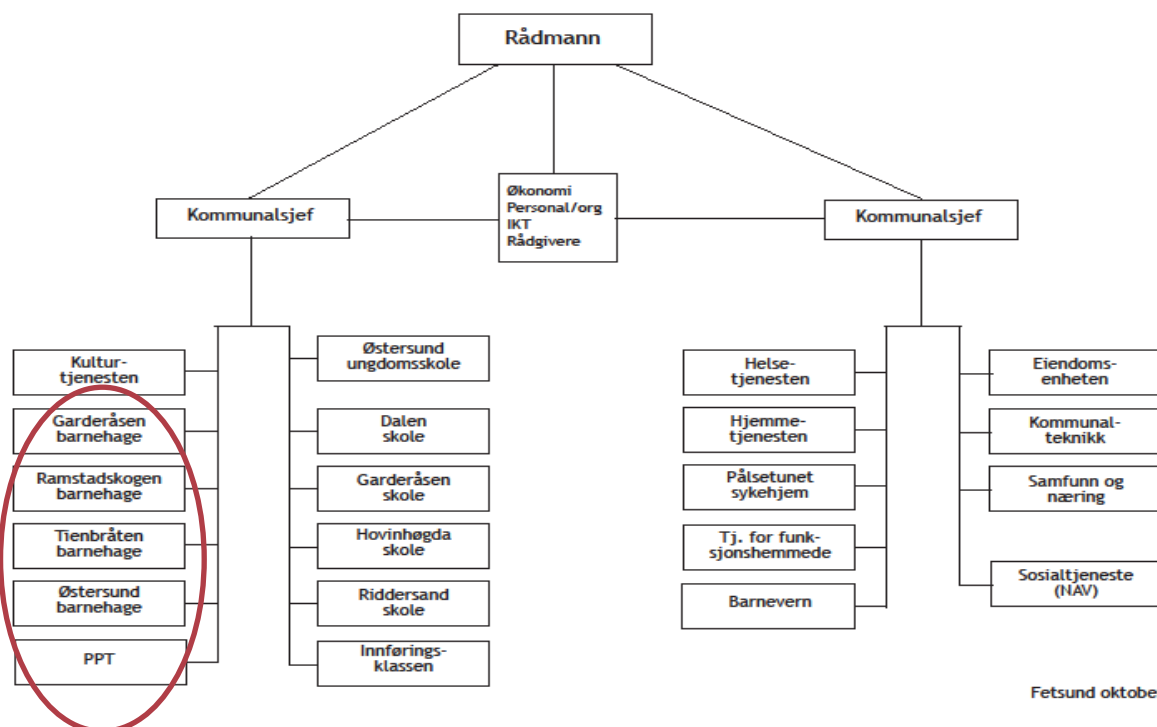 Rådmann
Økonomi
Personal/org
IKT
Rådgivere
Kommunalsjef
Kommunalsjef
Kultur-
tjenesten
Garderåsen
barnehage
Ramstadskogen
barnehage
Tienbråten
barnehage
Østersund
barnehage
PPT
Østersund
ungdomsskole
Dalen
skole
Garderåsen
skole
Hovinhøgda
skole
Riddersand
skole
Innførings-
klassen
Helse-
tjenesten
Hjemme-
tjenesten
Pålsetunet
sykehjem
Tj. for funk-
sjonshemmede
Barnevern
Eiendoms-
enheten
Kommunal-
teknikk
Samfunn og
næring
Sosialtjeneste
(NAV)
Fetsund oktobe